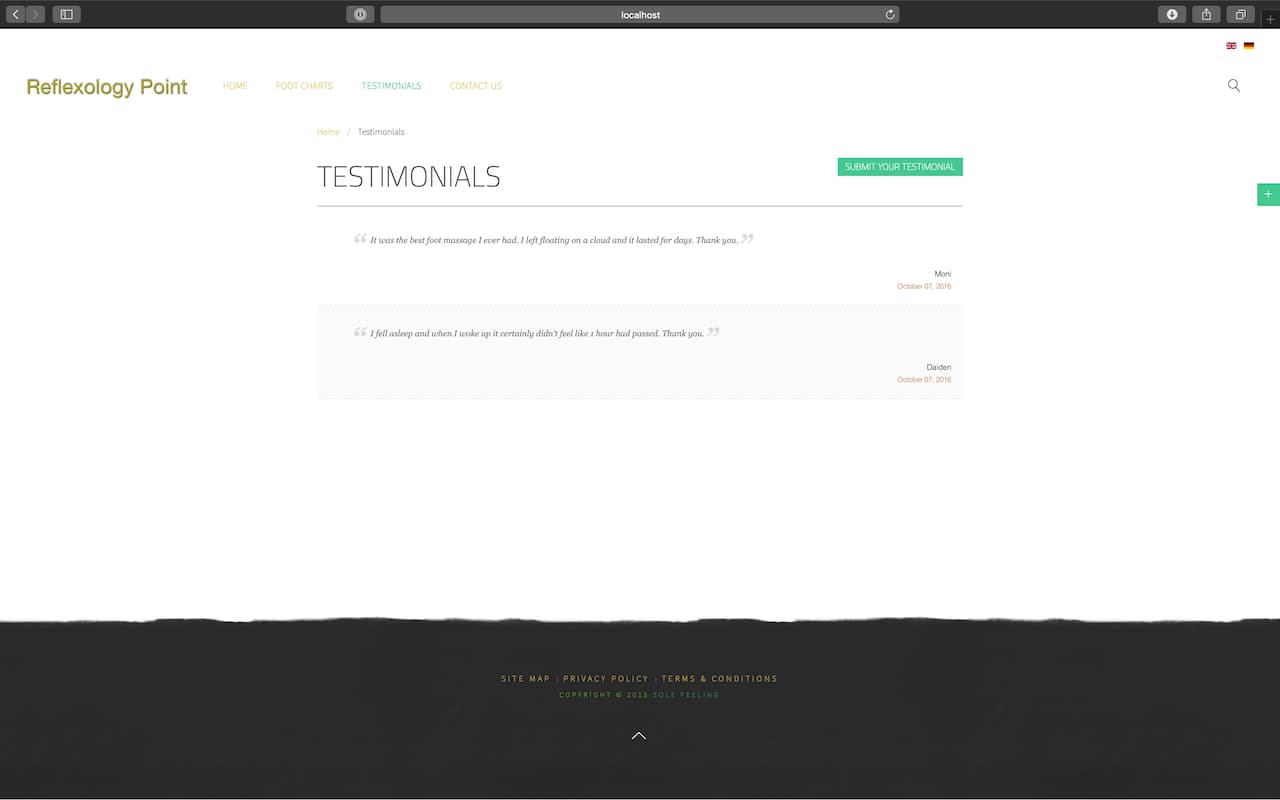 localhost
Reflexology Point
HOME
FOOT CHARTS
TESTIMONIALS
CONTACT US
Home / Testimonials
TESTIMONIALS
SUBMIT YOUR TESTIMONIAL
+
“ It was the best foot massage I ever had. I left floating on a cloud and it lasted for days. Thank you. ”
Moni
October 07, 2016
“ I fell asleep and when I woke up it certainly didn't feel like 1 hour had passed. Thank you. ”
Daiden
October 07, 2016
SITE MAP | PRIVACY POLICY | TERMS & CONDITIONS
COPYRIGHT © 2015 SOLE FEELING